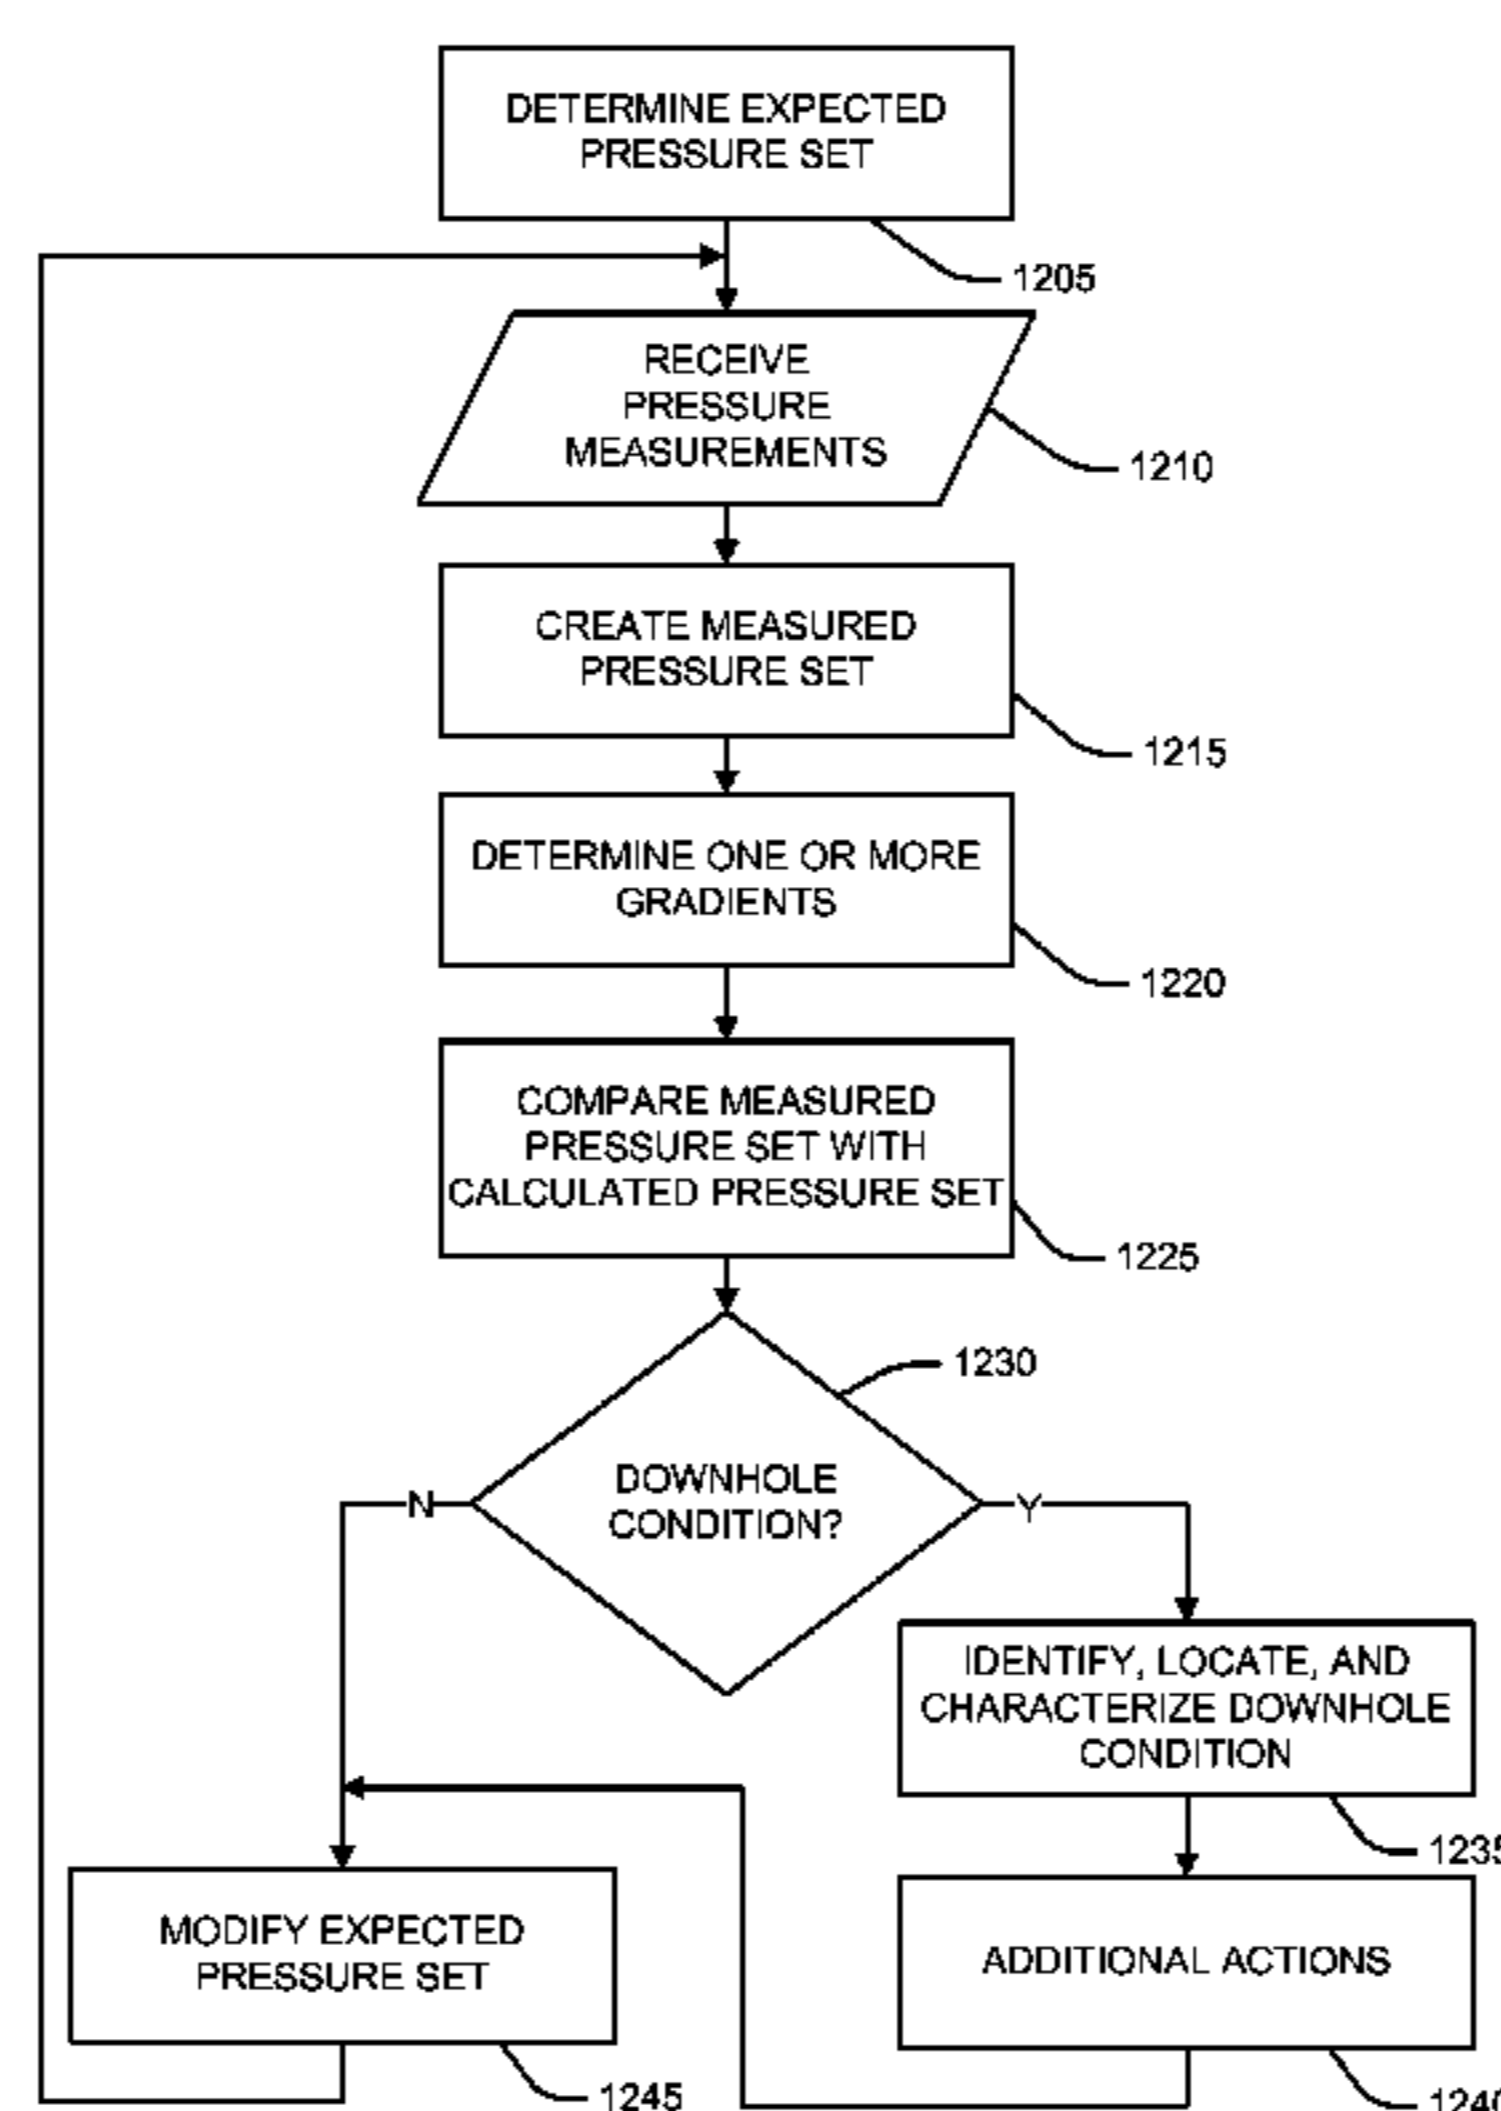 DETERMINE EXPECTED
PRESSURE SET
1205
RECEIVE
PRESSURE
MEASUREMENTS
1210
CREATE MEASURED
PRESSURE SET
1215
DETERMINE ONE OR MORE
GRADIENTS
1220
COMPARE MEASURED
PRESSURE SET WITH
CALCULATED PRESSURE SET
1225
1230
DOWNHOLE
CONDITION?
N
Y
IDENTIFY, LOCATE, AND
CHARACTERIZE DOWNHOLE
CONDITION
1235
MODIFY EXPECTED
PRESSURE SET
1245
ADDITIONAL ACTIONS
1240